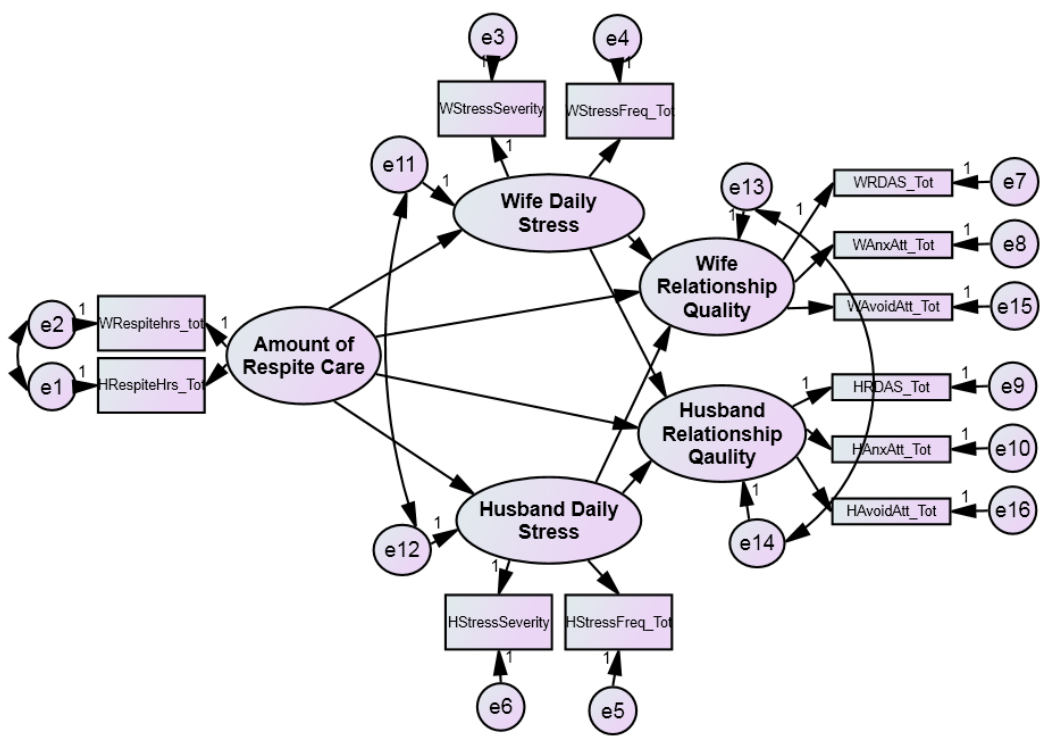 e3
e4
1
1
WStressSeverity
WStressFreq_Tot
1
e11
1
Wife Daily
Stress
e13
1
1
WRDAS_Tot
1
e7
WAnxAtt_Tot
1
e8
WAvoidAtt_Tot
1
e15
Wife
Relationship
Quality
e2
1
WRespitehrs_tot
1
e1
1
HRespiteHrs_Tot
Amount of
Respite Care
1
HRDAS_Tot
1
e9
HAnxAtt_Tot
1
e10
HAvoidAtt_Tot
1
e16
Husband
Relationship
Qaulity
1
e14
Husband Daily
Stress
e12
1
1
HStressSeverity
HStressFreq_Tot
1
1
e6
e5